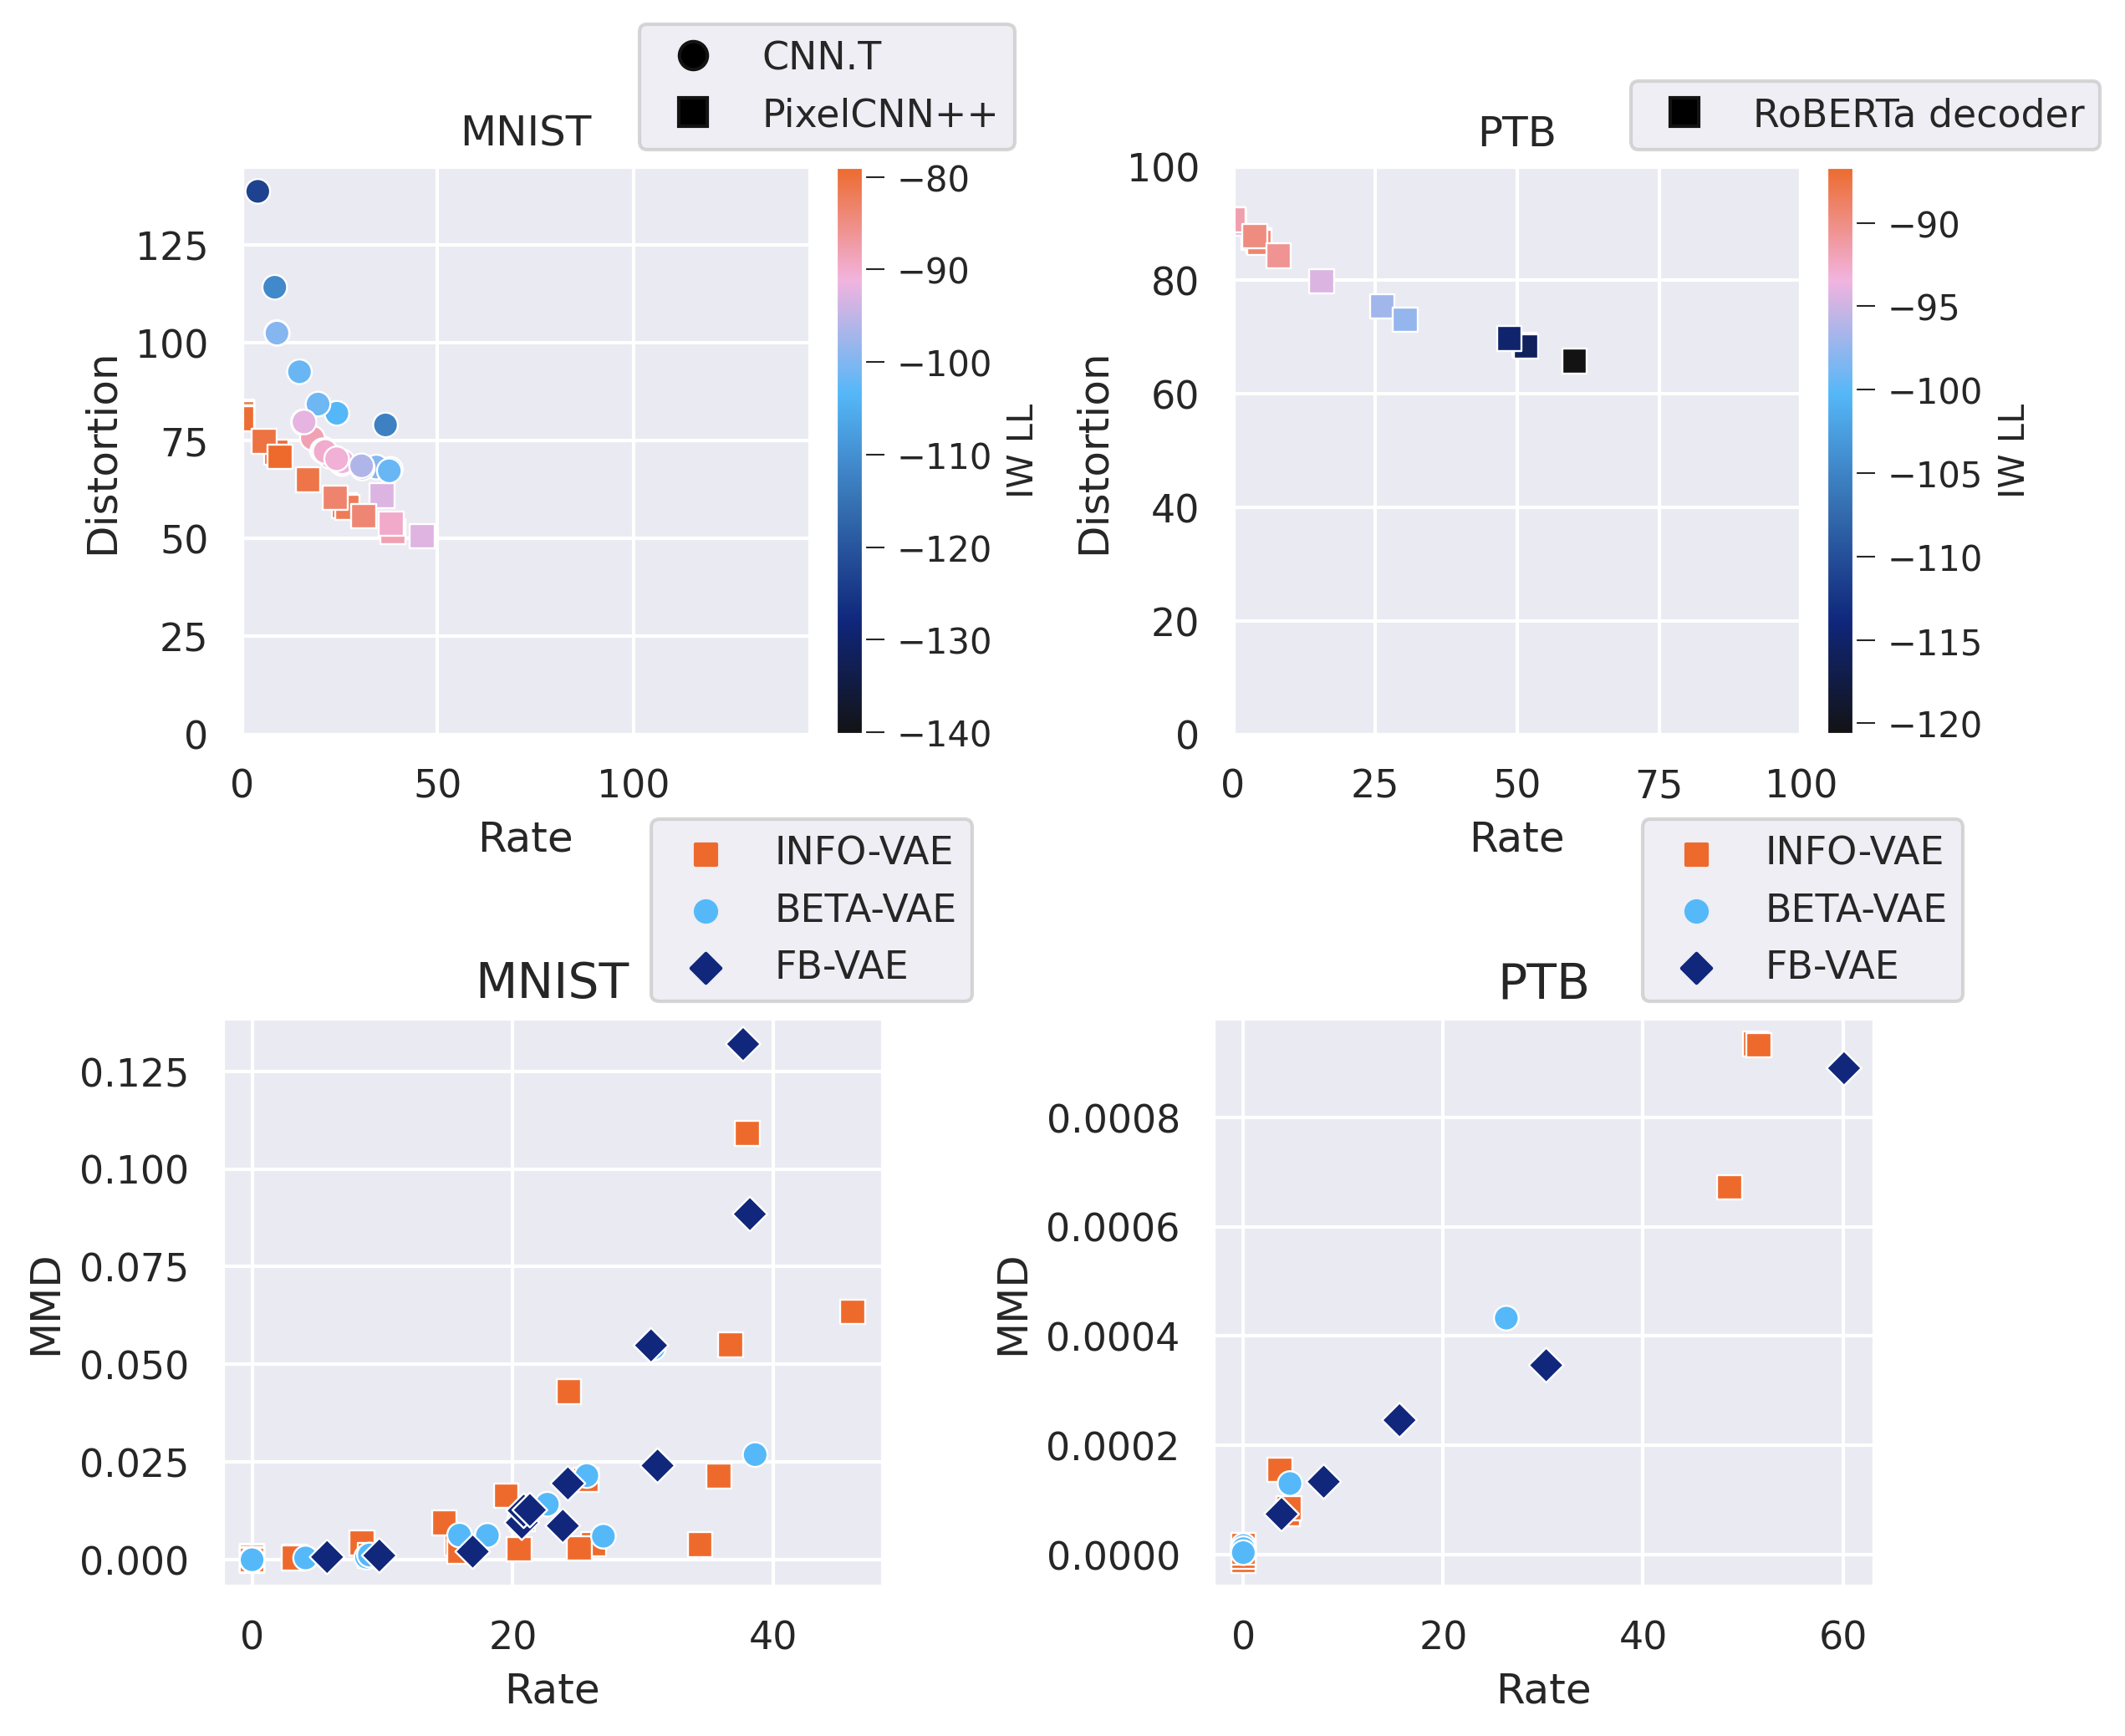 CNN.T
PixelCNN++
MNIST
125
100
75
50
25
0
Distortion
0
50
100
Rate
−80
−90
−100
−110
−120
−130
−140
IW LL
RoBERTa decoder
PTB
100
80
60
40
20
0
Distortion
0
25
50
75
100
Rate
−90
−95
−100
−105
−110
−115
−120
IW LL
INFO-VAE
BETA-VAE
FB-VAE
MNIST
0.125
0.100
0.075
0.050
0.025
0.000
MMD
0
20
40
Rate
INFO-VAE
BETA-VAE
FB-VAE
PTB
0.0008
0.0006
0.0004
0.0002
0.0000
MMD
0
20
40
60
Rate